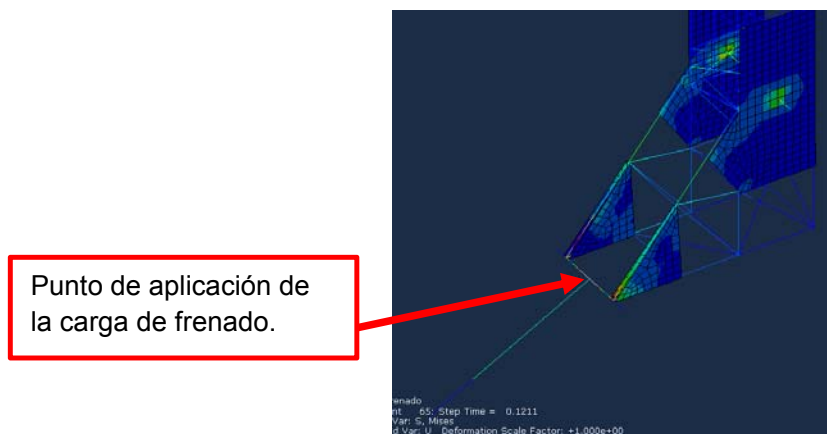 Punto de aplicación de
la carga de frenado.
enado
nt 65: Step Time = 0.1211
d Var: S, Mises
d Var: U Deformation Scale Factor: +1.000e+00